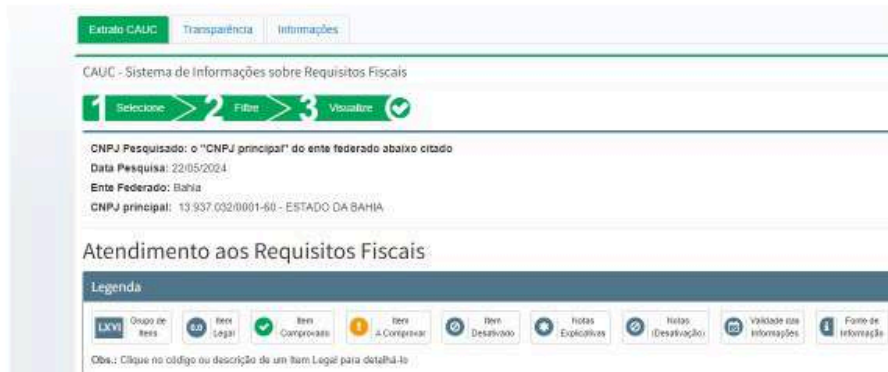 Extrato CAUC Transparência Informações
CAUC - Sistema de Informações sobre Requisitos Fiscais
1 Selecione 2 Filtre 3 Visualize
CNPJ Pesquisado: o "CNPJ principal" do ente federado abaixo citado
Data Pesquisa: 22/05/2024
Ente Federado: Bahia
CNPJ principal: 13.937.032/0001-60 - ESTADO DA BAHIA
Atendimento aos Requisitos Fiscais
Legenda
LXVI Grupo de Itens 0.0 Item Legal Item Comprovado Item A Comprovar Item Desativado Notas Explicativas Notas (Desativação) Validade das Informações Fonte de Informação
Obs.: Clique no código ou descrição de um Item Legal para detalhá-lo